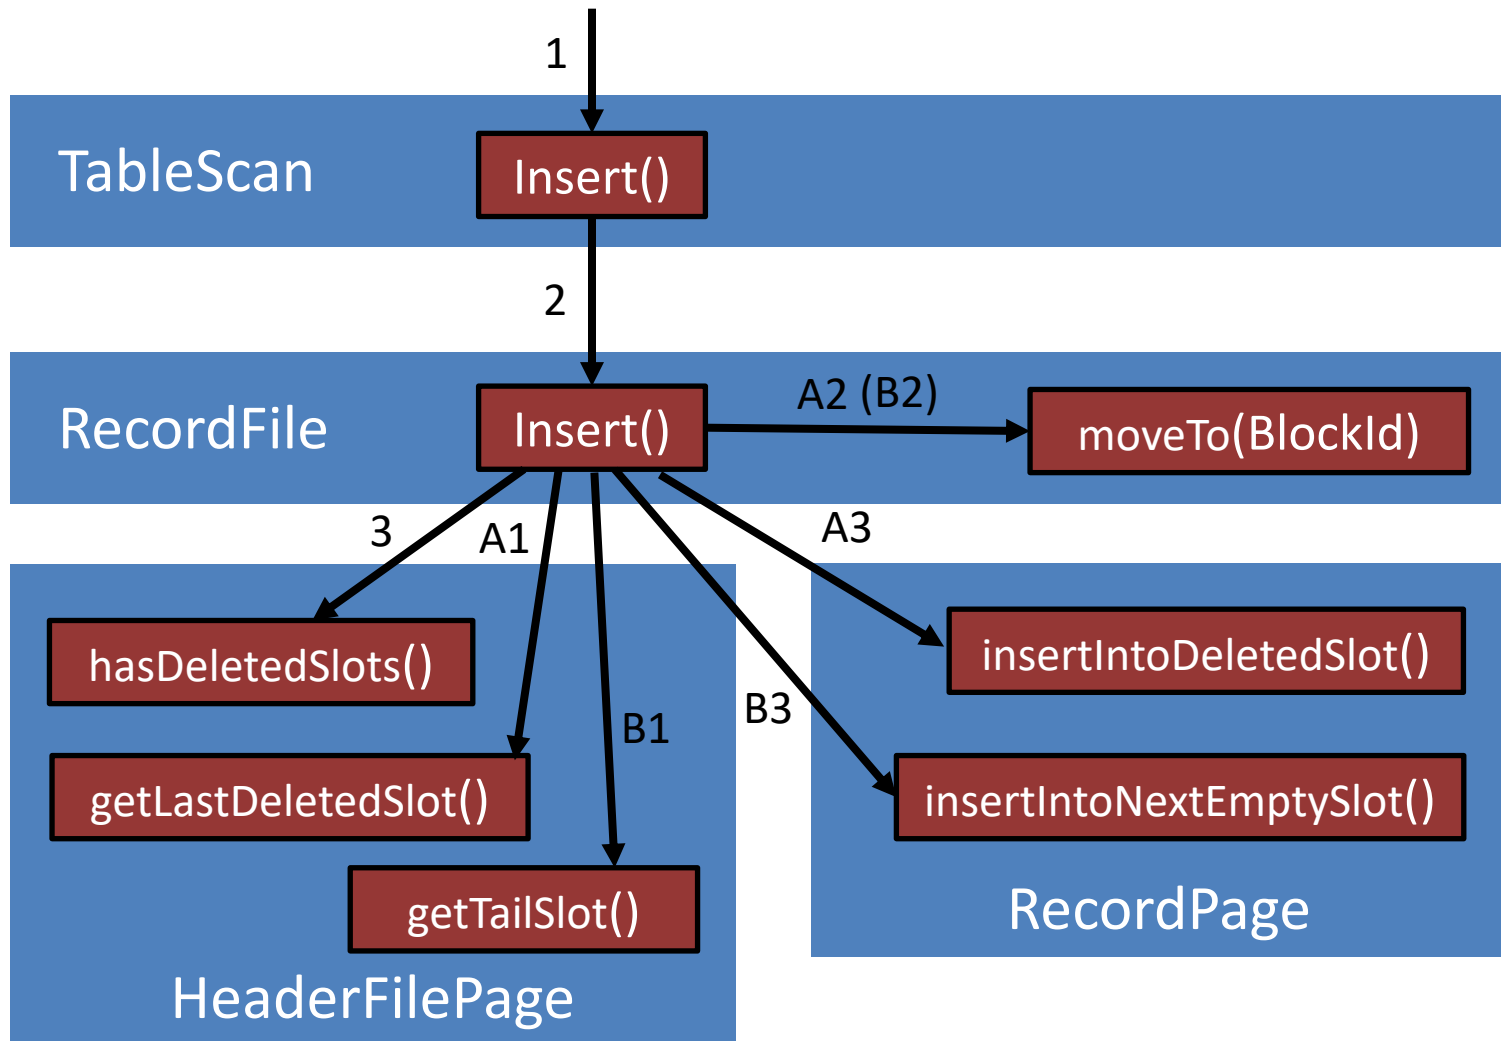 1
TableScan
Insert()
2
RecordFile
Insert()
A2 (B2)
moveTo(BlockId)
3
A1
A3
hasDeletedSlots()
insertIntoDeletedSlot()
B1
B3
getLastDeletedSlot()
insertIntoNextEmptySlot()
getTailSlot()
RecordPage
HeaderFilePage